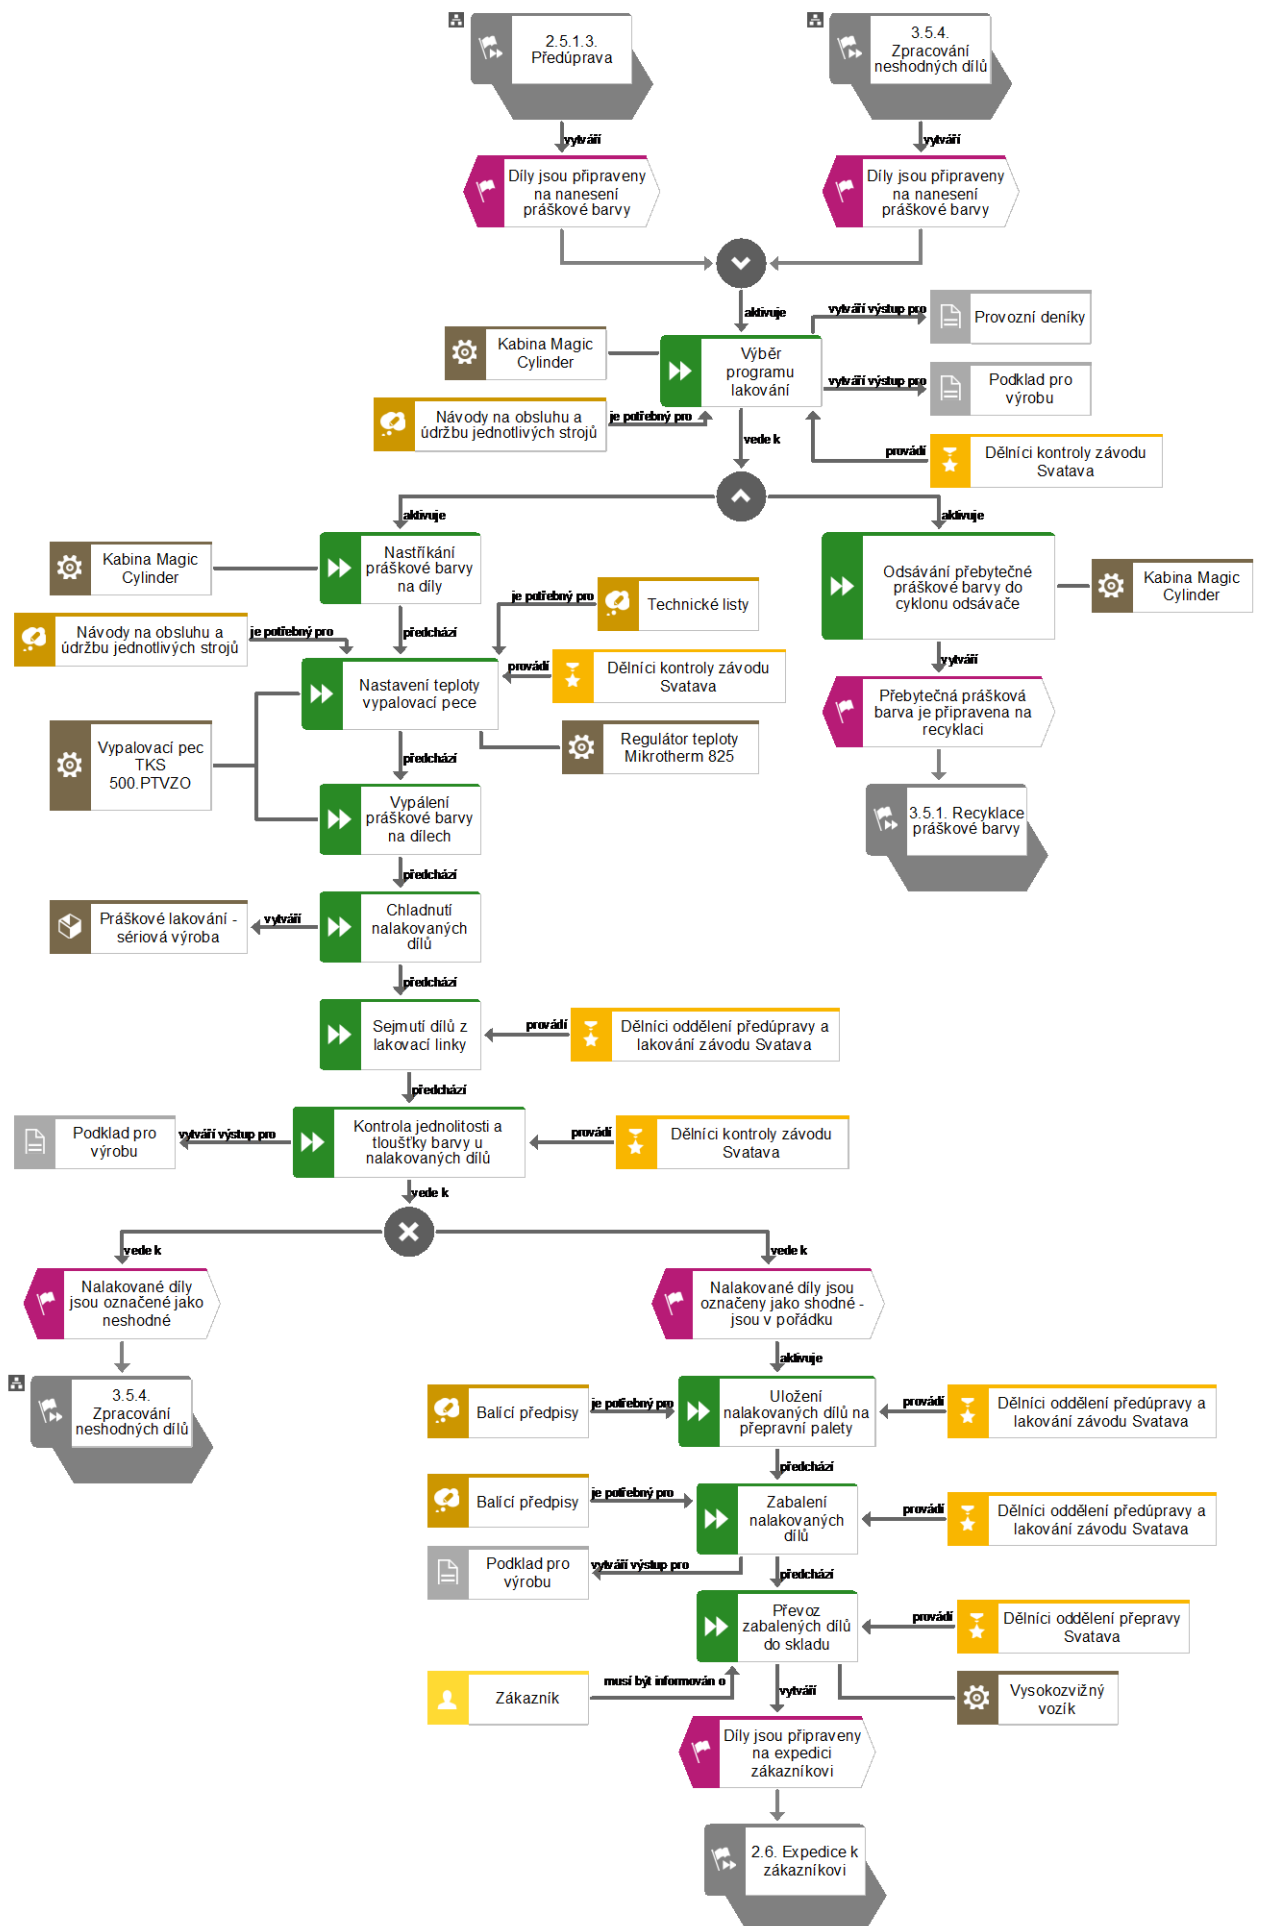 2.5.1.3.
Předúprava
3.5.4.
Zpracování
neshodných dílů
vytváří
vytváří
Díly jsou připraveny
na nanesení
práškové barvy
Díly jsou připraveny
na nanesení
práškové barvy
aktivuje
vytváří výstup pro
Provozní deníky
Kabina Magic
Cylinder
Výběr
programu
lakování
vytváří výstup pro
Podklad pro
výrobu
Návody na obsluhu a
údržbu jednotlivých strojů
je potřebný pro
vede k
provádí
Dělníci kontroly závodu
Svatava
aktivuje
aktivuje
Kabina Magic
Cylinder
Nastříkání
práškové barvy
na díly
Odsávání přebytečné
práškové barvy do
cyklonu odsávače
Kabina Magic
Cylinder
je potřebný pro
Technické listy
Návody na obsluhu a
údržbu jednotlivých strojů
je potřebný pro
předchází
Nastavení teploty
vypalovací pece
provádí
Dělníci kontroly závodu
Svatava
vytváří
Přebytečná prášková
barva je připravena na
recyklaci
Vypalovací pec
TKS
500.PTVZO
předchází
Regulátor teploty
Mikrotherm 825
Vypálení
práškové barvy
na dílech
3.5.1. Recyklace
práškové barvy
předchází
Práškové lakování -
sériová výroba
vytváří
Chladnutí
nalakovaných
dílů
předchází
Sejmutí dílů z
lakovací linky
provádí
Dělníci oddělení předúpravy a
lakování závodu Svatava
předchází
Podklad pro
výrobu
vytváří výstup pro
Kontrola jednolitosti a
tloušťky barvy u
nalakovaných dílů
provádí
Dělníci kontroly závodu
Svatava
vede k
vede k
vede k
Nalakované díly
jsou označené jako
neshodné
Nalakované díly jsou
označeny jako shodné -
jsou v pořádku
aktivuje
3.5.4.
Zpracování
neshodných dílů
Balící předpisy
je potřebný pro
Uložení
nalakovaných dílů na
přepravní palety
provádí
Dělníci oddělení předúpravy a
lakování závodu Svatava
předchází
Balící předpisy
je potřebný pro
Zabalení
nalakovaných
dílů
provádí
Dělníci oddělení předúpravy a
lakování závodu Svatava
Podklad pro
výrobu
vytváří výstup pro
předchází
Převoz
zabalených dílů
do skladu
provádí
Dělníci oddělení přepravy
Svatava
Zákazník
musí být informován o
vytváří
Vysokozvižný
vozík
Díly jsou připraveny
na expedici
zákazníkovi
2.6. Expedice k
zákazníkovi